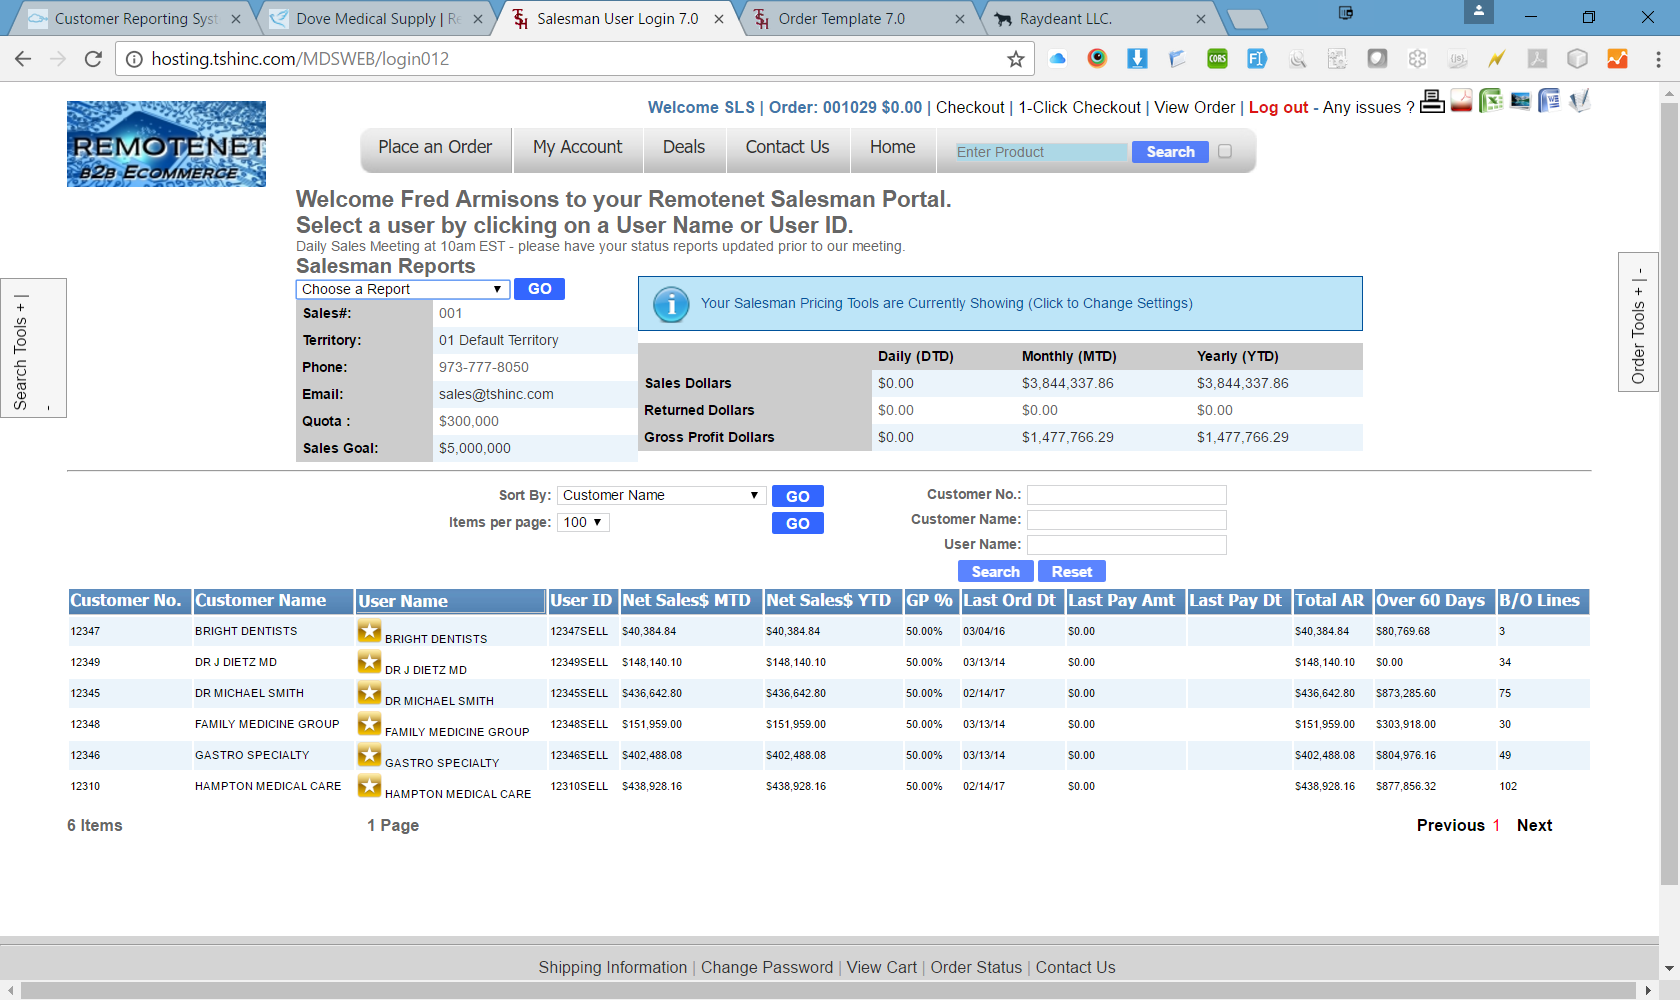 Customer Reporting Syst
Dove Medical Supply | Re
Salesman User Login 7.0
Order Template 7.0
Raydeant LLC.
hosting.tshinc.com/MDSWEB/login012
REMOTENET
B2B ECOMMERCE
Welcome SLS | Order: 001029 $0.00 | Checkout | 1-Click Checkout | View Order | Log out - Any issues ?
Place an Order My Account Deals Contact Us Home Enter Product Search
Welcome Fred Armisons to your Remotenet Salesman Portal.
Select a user by clicking on a User Name or User ID.
Daily Sales Meeting at 10am EST - please have your status reports updated prior to our meeting.
Salesman Reports
Choose a Report GO
Search Tools + | -
Order Tools + | -
Sales#: 001
Territory: 01 Default Territory
Phone: 973-777-8050
Email: sales@tshinc.com
Quota : $300,000
Sales Goal: $5,000,000
Your Salesman Pricing Tools are Currently Showing (Click to Change Settings)
Daily (DTD) Monthly (MTD) Yearly (YTD)
Sales Dollars $0.00 $3,844,337.86 $3,844,337.86
Returned Dollars $0.00 $0.00 $0.00
Gross Profit Dollars $0.00 $1,477,766.29 $1,477,766.29
Sort By: Customer Name GO
Items per page: 100 GO
Customer No.:
Customer Name:
User Name:
Search Reset
Customer No. Customer Name User Name User ID Net Sales$ MTD Net Sales$ YTD GP % Last Ord Dt Last Pay Amt Last Pay Dt Total AR Over 60 Days B/O Lines
12347 BRIGHT DENTISTS BRIGHT DENTISTS 12347SELL $40,384.84 $40,384.84 50.00% 03/04/16 $0.00 $40,384.84 $80,769.68 3
12349 DR J DIETZ MD DR J DIETZ MD 12349SELL $148,140.10 $148,140.10 50.00% 03/13/14 $0.00 $148,140.10 $0.00 34
12345 DR MICHAEL SMITH DR MICHAEL SMITH 12345SELL $436,642.80 $436,642.80 50.00% 02/14/17 $0.00 $436,642.80 $873,285.60 75
12348 FAMILY MEDICINE GROUP FAMILY MEDICINE GROUP 12348SELL $151,959.00 $151,959.00 50.00% 03/13/14 $0.00 $151,959.00 $303,918.00 30
12346 GASTRO SPECIALTY GASTRO SPECIALTY 12346SELL $402,488.08 $402,488.08 50.00% 03/13/14 $0.00 $402,488.08 $804,976.16 49
12310 HAMPTON MEDICAL CARE HAMPTON MEDICAL CARE 12310SELL $438,928.16 $438,928.16 50.00% 02/14/17 $0.00 $438,928.16 $877,856.32 102
6 Items 1 Page Previous 1 Next
Shipping Information | Change Password | View Cart | Order Status | Contact Us